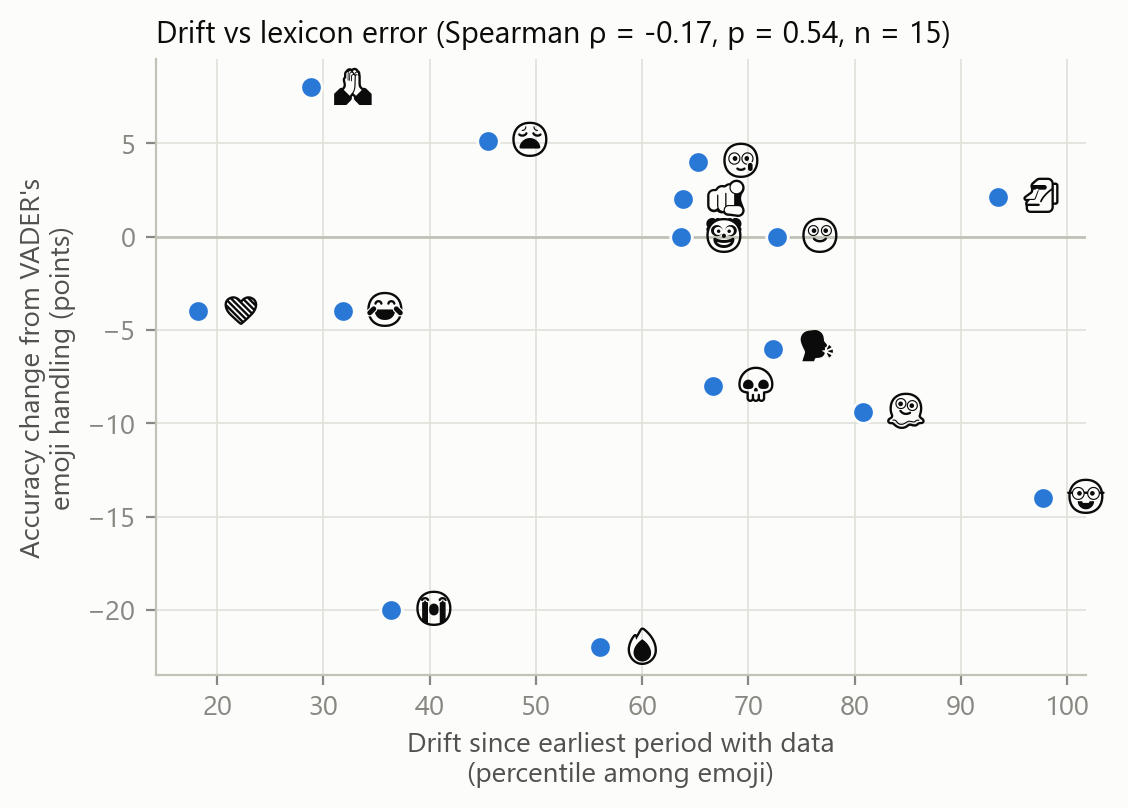 Drift vs lexicon error (Spearman ρ = -0.17, p = 0.54, n = 15)
Accuracy change from VADER's
emoji handling (points)
5
0
−5
−10
−15
−20
20 30 40 50 60 70 80 90 100
Drift since earliest period with data
(percentile among emoji)